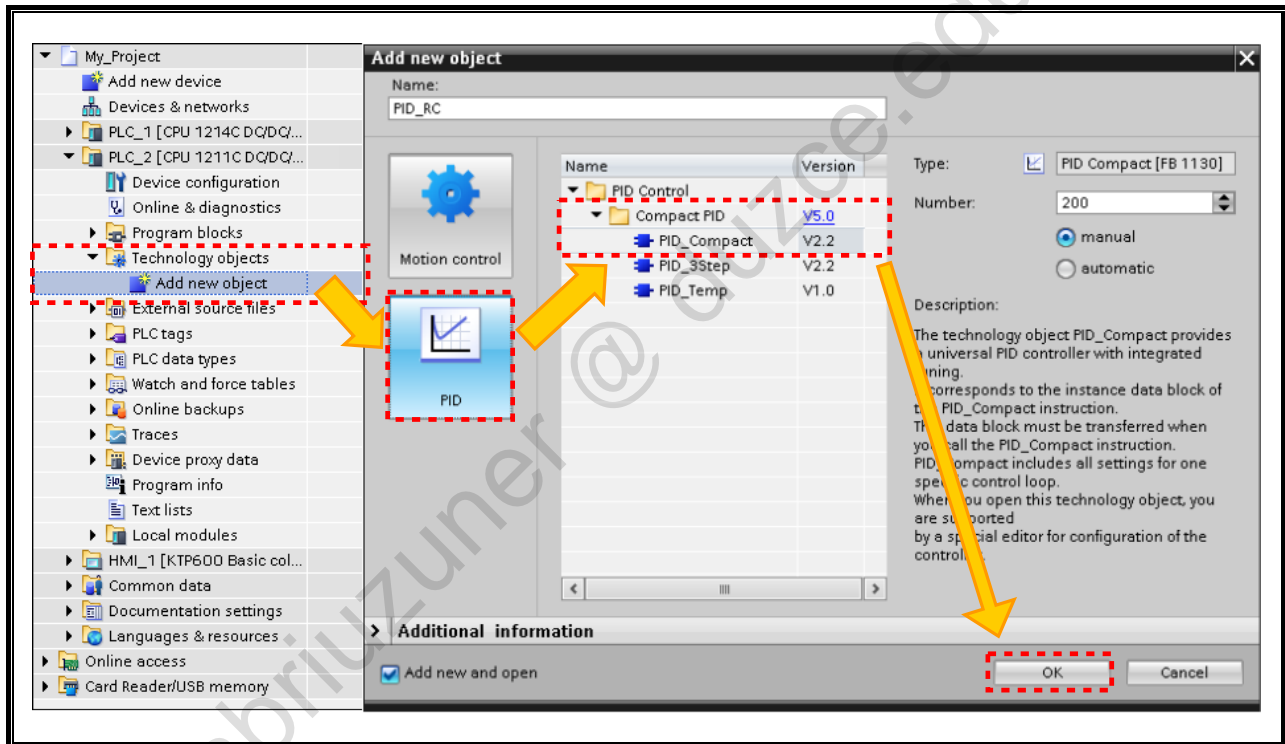 My_Project
Add new device
Devices & networks
PLC_1 [CPU 1214C DC/DC/...
PLC_2 [CPU 1211C DC/DC/...
Device configuration
Online & diagnostics
Program blocks
Technology objects
Add new object
External source files
PLC tags
PLC data types
Watch and force tables
Online backups
Traces
Device proxy data
Program info
Text lists
Local modules
HMI_1 [KTP600 Basic col...
Common data
Documentation settings
Languages & resources
Online access
Card Reader/USB memory
Add new object
Name:
PID_RC
Motion control
PID
Name Version
PID Control
Compact PID V5.0
PID_Compact V2.2
PID_3Step V2.2
PID_Temp V1.0
Type: PID Compact [FB 1130]
Number: 200
manual
automatic
Description:
The technology object PID_Compact provides
universal PID controller with integrated
tuning.
corresponds to the instance data block of
the PID_Compact instruction.
data block must be transferred when
you call the PID_Compact instruction.
PID_Compact includes all settings for one
specific control loop.
When you open this technology object, you
are supported
by a special editor for configuration of the
controller.
Additional information
Add new and open
OK
Cancel
briuzuner @ duzce.ed